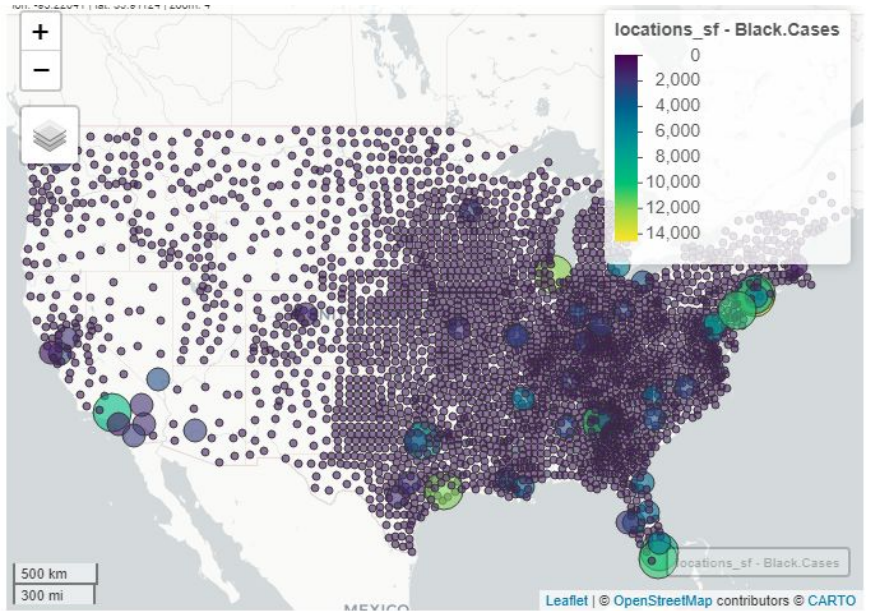 locations_sf - Black.Cases
0
2,000
4,000
6,000
8,000
10,000
12,000
14,000
+
−
500 km
300 mi
MEXICO
locations_sf - Black.Cases
Leaflet | © OpenStreetMap contributors © CARTO